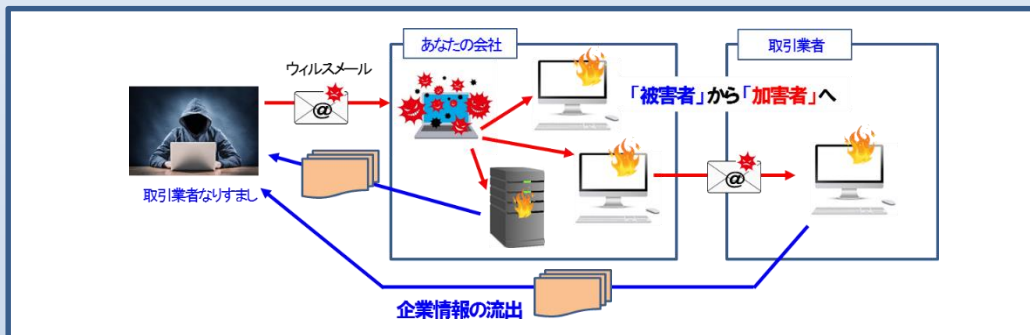 あなたの会社
取引業者
ウィルスメール
「被害者」から「加害者」へ
@
@
取引業者なりすまし
企業情報の流出